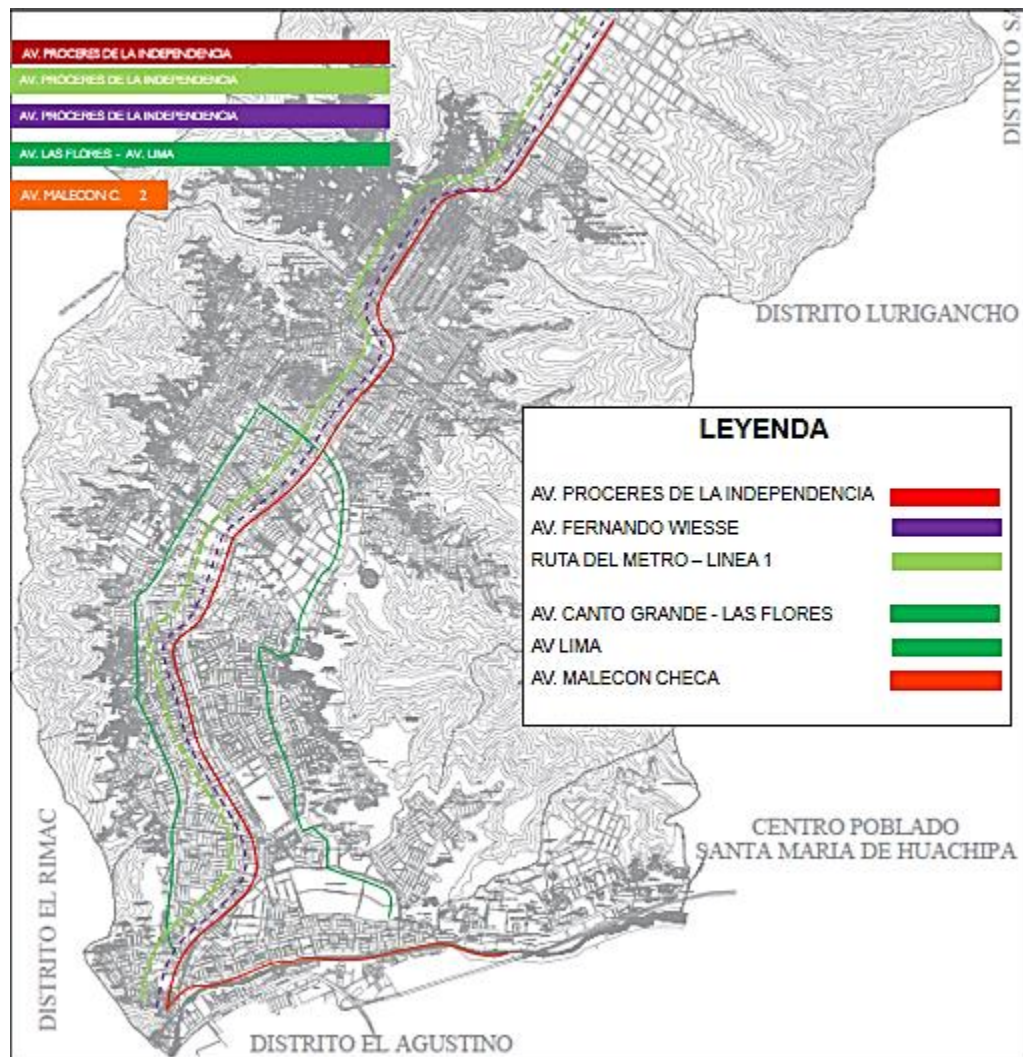 AV. PROCERES DE LA INDEPENDENCIA
AV. PROCERES DE LA INDEPENDENCIA
AV. PROCERES DE LA INDEPENDENCIA
AV. LAS FLORES - AV. LIMA
AV. MALECON C. 2
DISTRITO SA
DISTRITO LURIGANCHO
LEYENDA
AV. PROCERES DE LA INDEPENDENCIA
AV. FERNANDO WIESSE
RUTA DEL METRO – LINEA 1
AV. CANTO GRANDE - LAS FLORES
AV LIMA
AV. MALECON CHECA
CENTRO POBLADO
SANTA MARIA DE HUACHIPA
DISTRITO EL RIMAC
DISTRITO EL AGUSTINO